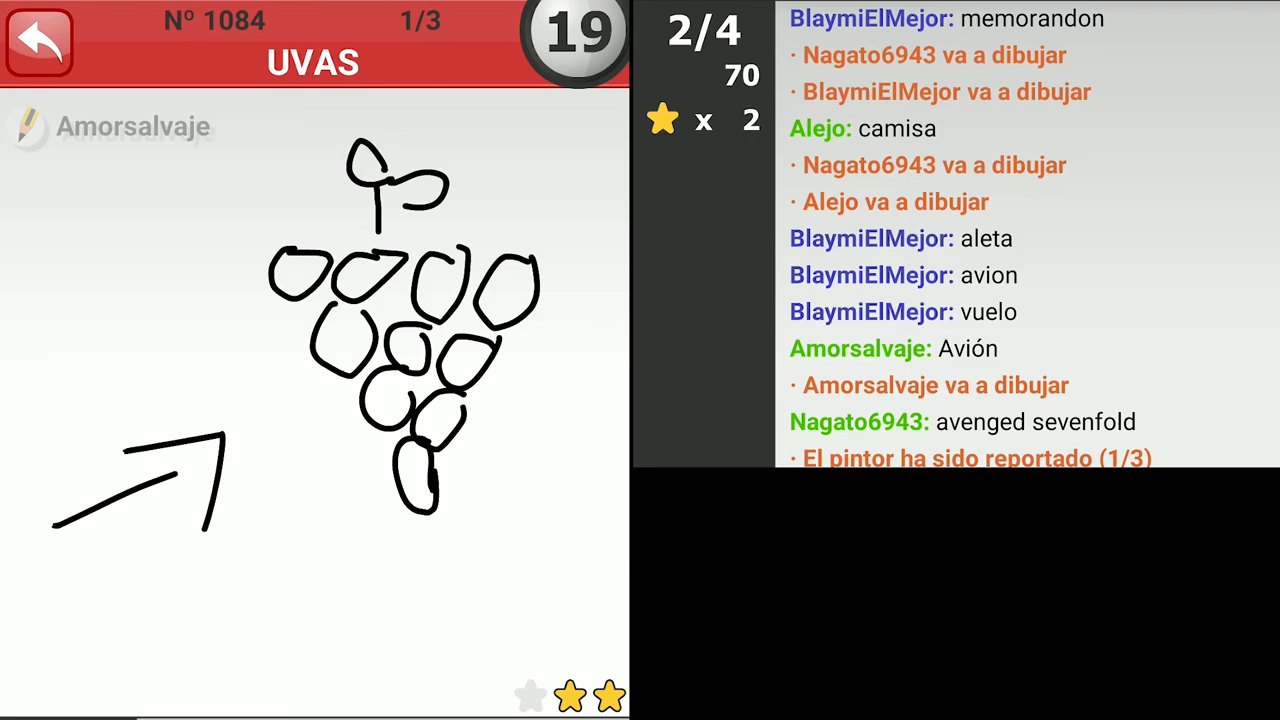 Nº 1084
1/3
19
UVAS
Amorsalvaje
2/4
70
x 2
BlaymiElMejor: memorandon
· Nagato6943 va a dibujar
· BlaymiElMejor va a dibujar
Alejo: camisa
· Nagato6943 va a dibujar
· Alejo va a dibujar
BlaymiElMejor: aleta
BlaymiElMejor: avion
BlaymiElMejor: vuelo
Amorsalvaje: Avión
· Amorsalvaje va a dibujar
Nagato6943: avenged sevenfold
· El pintor ha sido reportado (1/3)